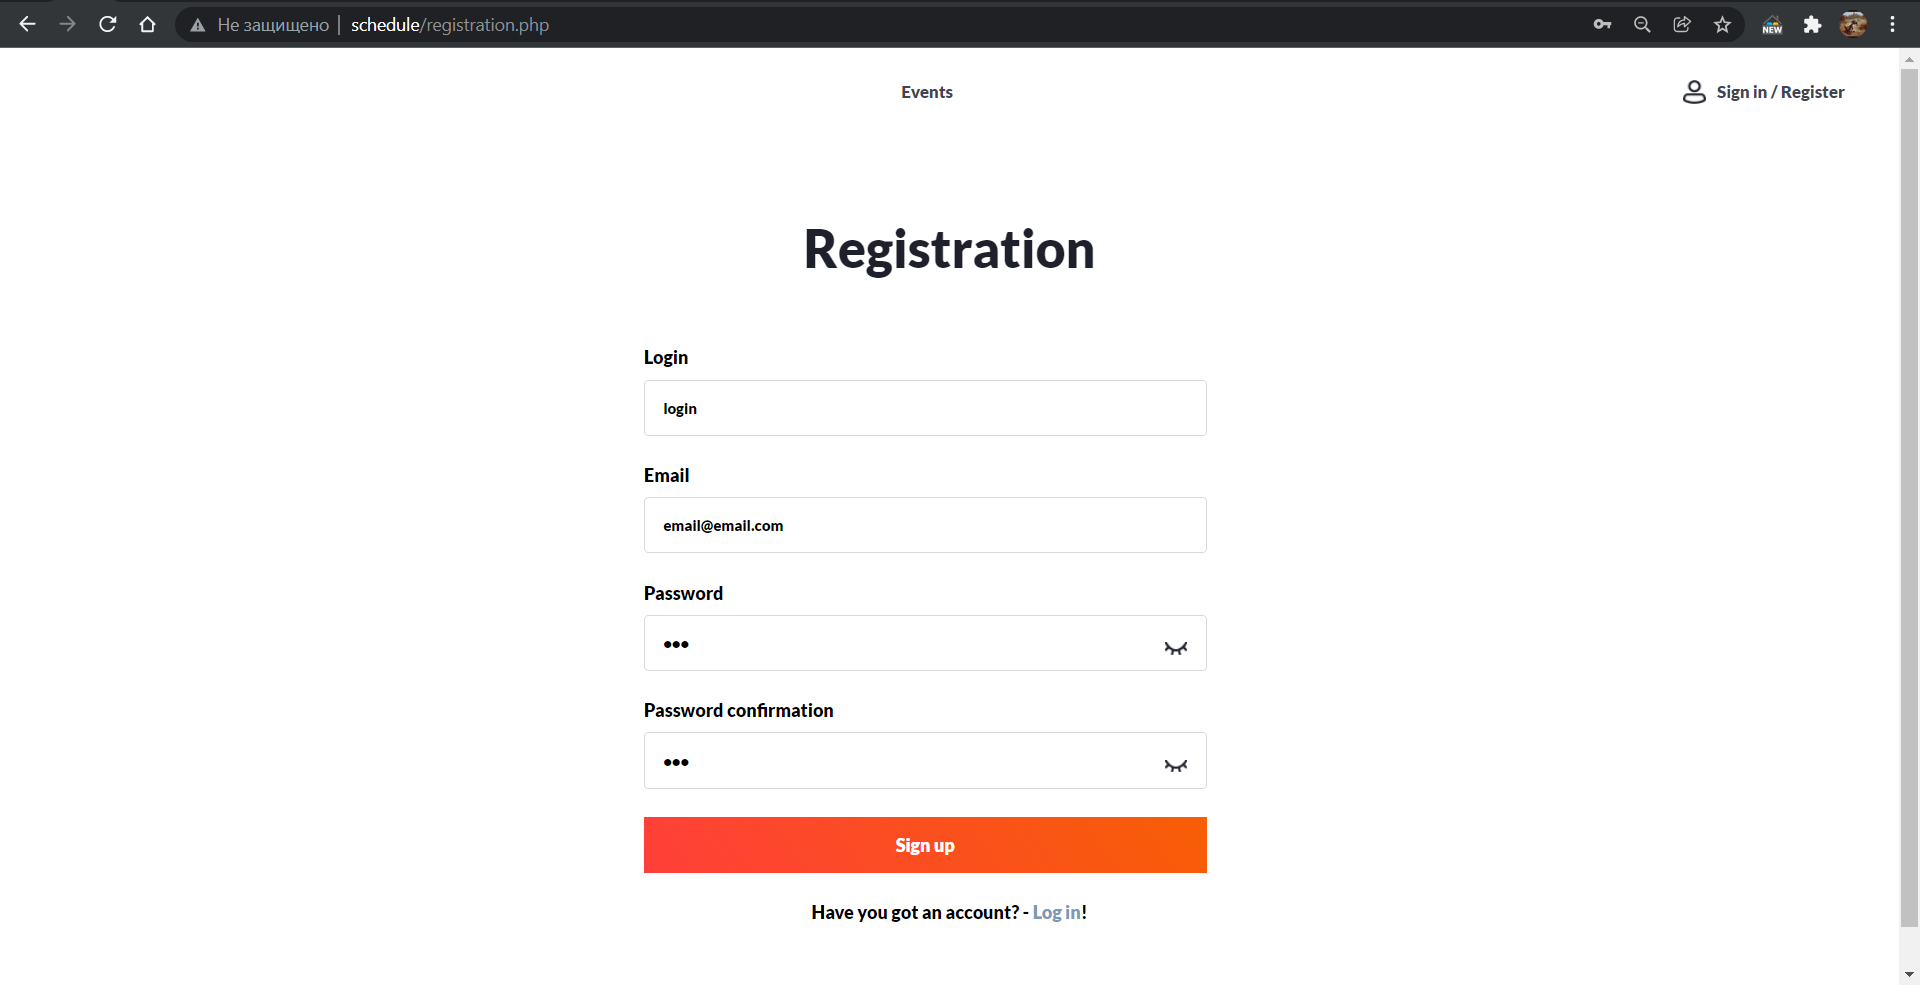 Не защищено | schedule/registration.php
NEW
Events
Sign in / Register
Registration
Login
login
Email
email@email.com
Password
•••
Password confirmation
•••
Sign up
Have you got an account? - Log in!